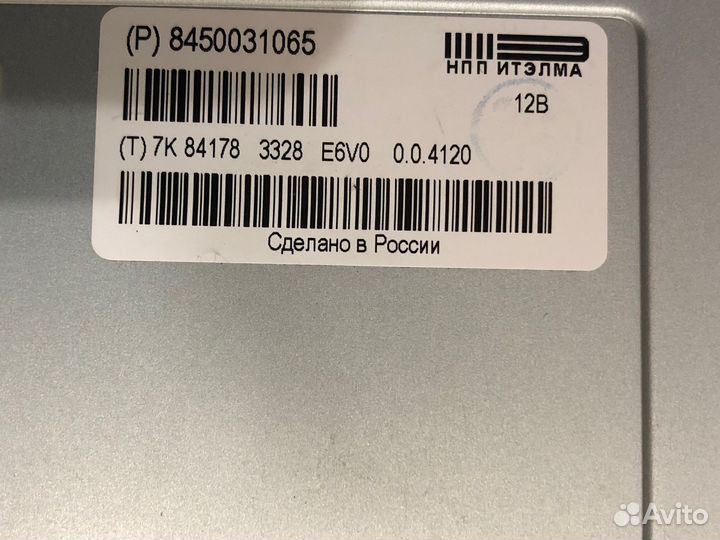 (P) 8450031065
НПП ИТЭЛМА
12В
(T) 7K 84178 3328 E6V0 0.0.4120
Сделано в России
Avito